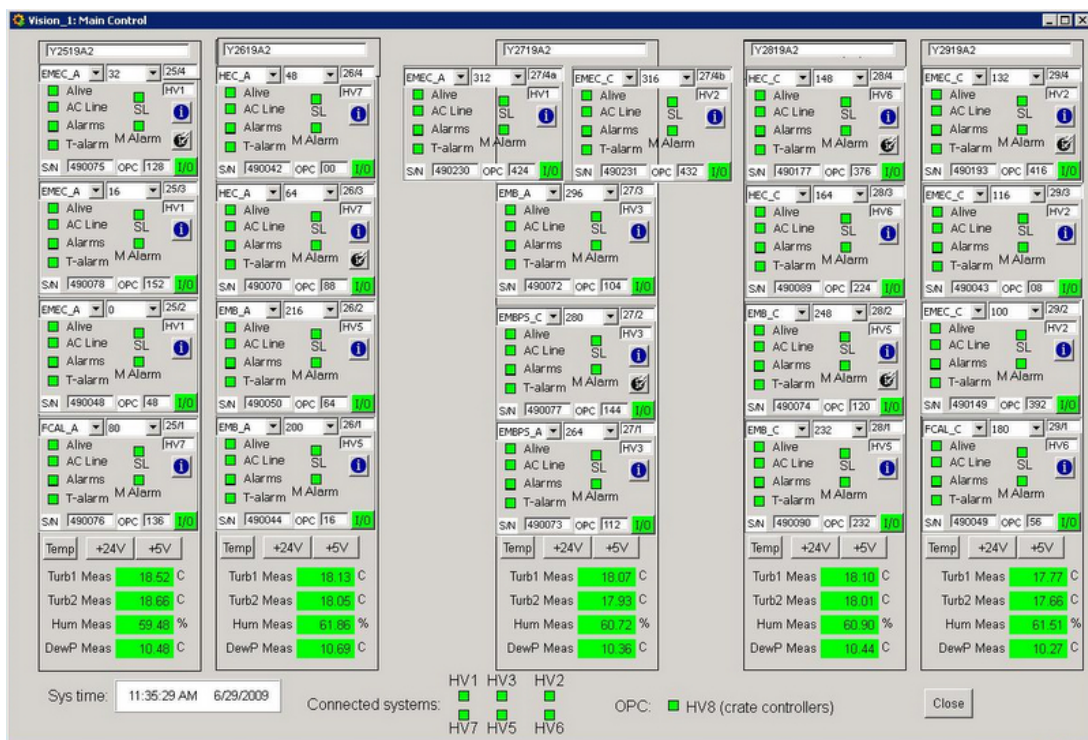 Vision_1: Main Control
Y2519A2
EMEC_A 32 25/4
Alive HV1
AC Line SL
Alarms
T-alarm M Alarm
S/N 490075 OPC 128 I/O
EMEC_A 16 25/3
Alive HV1
AC Line SL
Alarms
T-alarm M Alarm
S/N 490078 OPC 152 I/O
EMEC_A 0 25/2
Alive HV1
AC Line SL
Alarms
T-alarm M Alarm
S/N 490048 OPC 48 I/O
FCAL_A 80 25/1
Alive HV7
AC Line SL
Alarms
T-alarm M Alarm
S/N 490076 OPC 136 I/O
Temp +24V +5V
Turb1 Meas 18.52 C
Turb2 Meas 18.66 C
Hum Meas 59.48 %
DewP Meas 10.48 C
Y2619A2
HEC_A 48 26/4
Alive HV7
AC Line SL
Alarms
T-alarm M Alarm
S/N 490042 OPC 00 I/O
HEC_A 64 26/3
Alive HV7
AC Line SL
Alarms
T-alarm M Alarm
S/N 490070 OPC 88 I/O
EMB_A 216 26/2
Alive HV5
AC Line SL
Alarms
T-alarm M Alarm
S/N 490050 OPC 64 I/O
EMB_A 200 26/1
Alive HV5
AC Line SL
Alarms
T-alarm M Alarm
S/N 490044 OPC 16 I/O
Temp +24V +5V
Turb1 Meas 18.13 C
Turb2 Meas 18.05 C
Hum Meas 61.86 %
DewP Meas 10.69 C
Y2719A2
EMEC_A 312 27/4a
Alive HV1
AC Line SL
Alarms
T-alarm M Alarm
S/N 490230 OPC 424 I/O
EMEC_C 316 27/4b
Alive HV2
AC Line SL
Alarms
T-alarm M Alarm
S/N 490231 OPC 432 I/O
EMB_A 296 27/3
Alive HV3
AC Line SL
Alarms
T-alarm M Alarm
S/N 490072 OPC 104 I/O
EMBPS_C 280 27/2
Alive HV3
AC Line SL
Alarms
T-alarm M Alarm
S/N 490077 OPC 144 I/O
EMBPS_A 264 27/1
Alive HV3
AC Line SL
Alarms
T-alarm M Alarm
S/N 490073 OPC 112 I/O
Temp +24V +5V
Turb1 Meas 18.07 C
Turb2 Meas 17.93 C
Hum Meas 60.72 %
DewP Meas 10.36 C
Y2819A2
HEC_C 148 28/4
Alive HV6
AC Line SL
Alarms
T-alarm M Alarm
S/N 490177 OPC 376 I/O
HEC_C 164 28/3
Alive HV6
AC Line SL
Alarms
T-alarm M Alarm
S/N 490089 OPC 224 I/O
EMB_C 248 28/2
Alive HV5
AC Line SL
Alarms
T-alarm M Alarm
S/N 490074 OPC 120 I/O
EMB_C 232 28/1
Alive HV5
AC Line SL
Alarms
T-alarm M Alarm
S/N 490090 OPC 232 I/O
Temp +24V +5V
Turb1 Meas 18.10 C
Turb2 Meas 18.01 C
Hum Meas 60.90 %
DewP Meas 10.44 C
Y2919A2
EMEC_C 132 29/4
Alive HV2
AC Line SL
Alarms
T-alarm M Alarm
S/N 490193 OPC 416 I/O
EMEC_C 116 29/3
Alive HV2
AC Line SL
Alarms
T-alarm M Alarm
S/N 490043 OPC 08 I/O
EMEC_C 100 29/2
Alive HV2
AC Line SL
Alarms
T-alarm M Alarm
S/N 490149 OPC 392 I/O
FCAL_C 180 29/1
Alive HV6
AC Line SL
Alarms
T-alarm M Alarm
S/N 490049 OPC 56 I/O
Temp +24V +5V
Turb1 Meas 17.77 C
Turb2 Meas 17.66 C
Hum Meas 61.51 %
DewP Meas 10.27 C
Sys time: 11:35:29 AM 6/29/2009
Connected systems:
HV1 HV3 HV2
HV7 HV5 HV6
OPC: HV8 (crate controllers)
Close